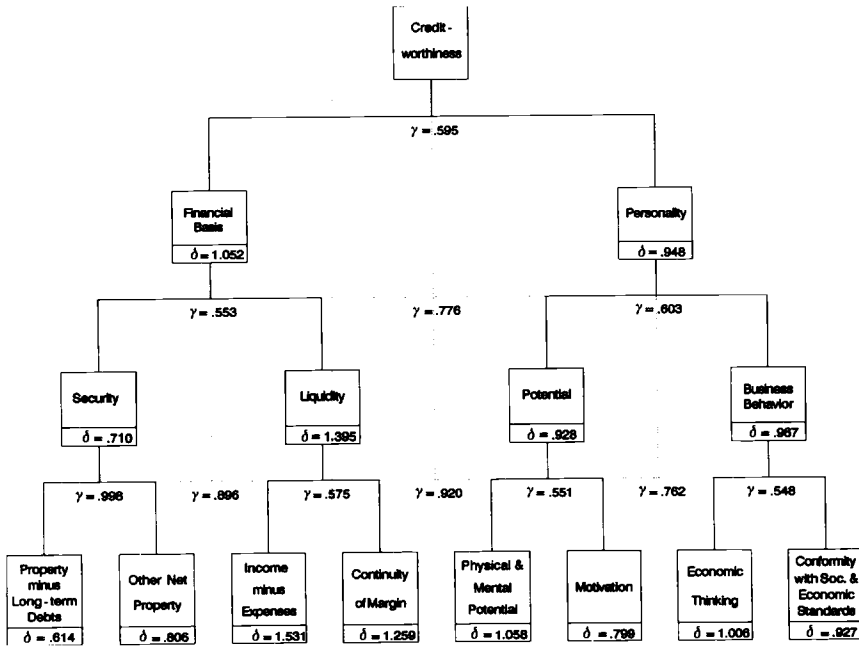 Credit -
worthiness
γ = .595
Financial
Basis
δ = 1.052
Personality
δ = .948
γ = .553
γ = .776
γ = .603
Security
δ = .710
Liquidity
δ = 1.395
Potential
δ = .928
Business
Behavior
δ = .967
γ = .998
γ = .896
γ = .575
γ = .920
γ = .551
γ = .762
γ = .548
Property
minus
Long - term
Debts
δ = .614
Other Net
Property
δ = .806
Income
minus
Expenses
δ = 1.531
Continuity
of Margin
δ = 1.259
Physical &
Mental
Potential
δ = 1.058
Motivation
δ = .799
Economic
Thinking
δ = 1.006
Conformity
with Soc. &
Economic
Standards
δ = .927